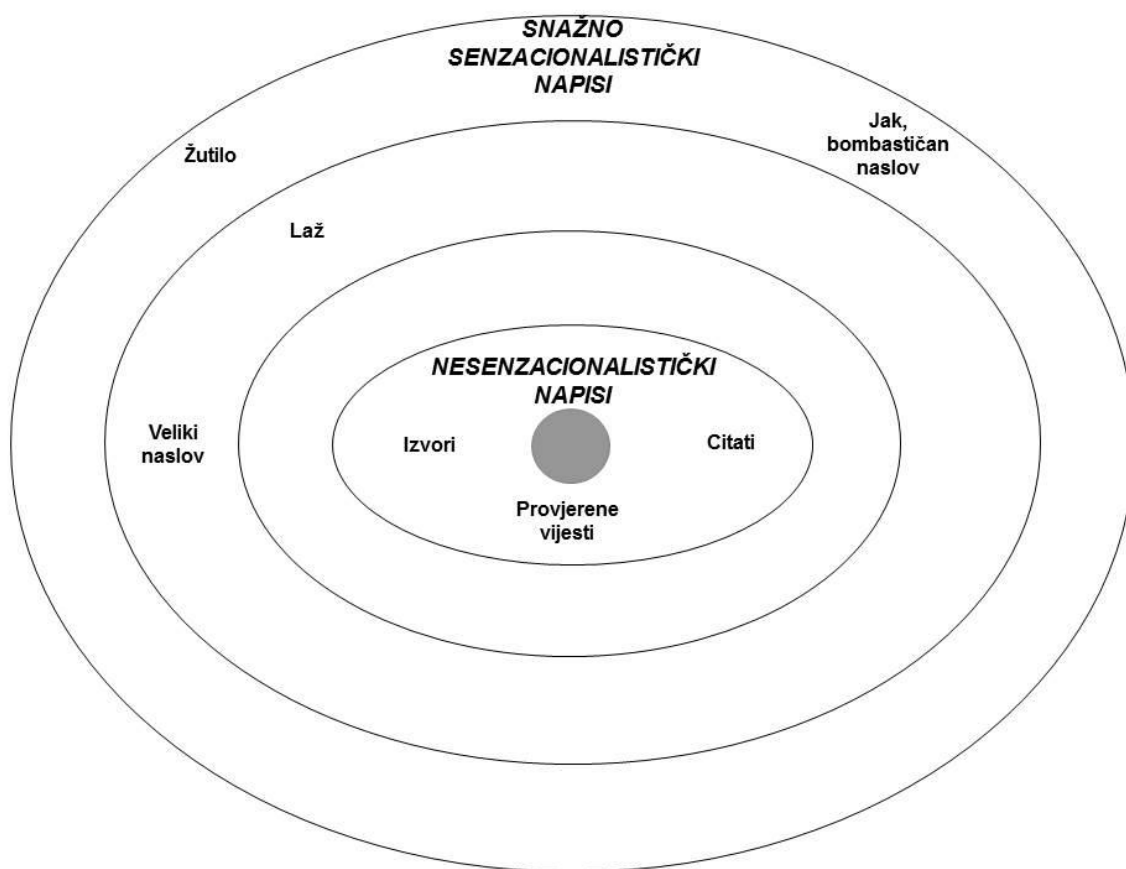 SNAŽNO
SENZACIONALISTIČKI
NAPISI
Jak,
bombastičan
naslov
Žutilo
Laž
NESENZACIONALISTIČKI
NAPISI
Veliki
naslov
Izvori
Citati
Provjerene
vijesti